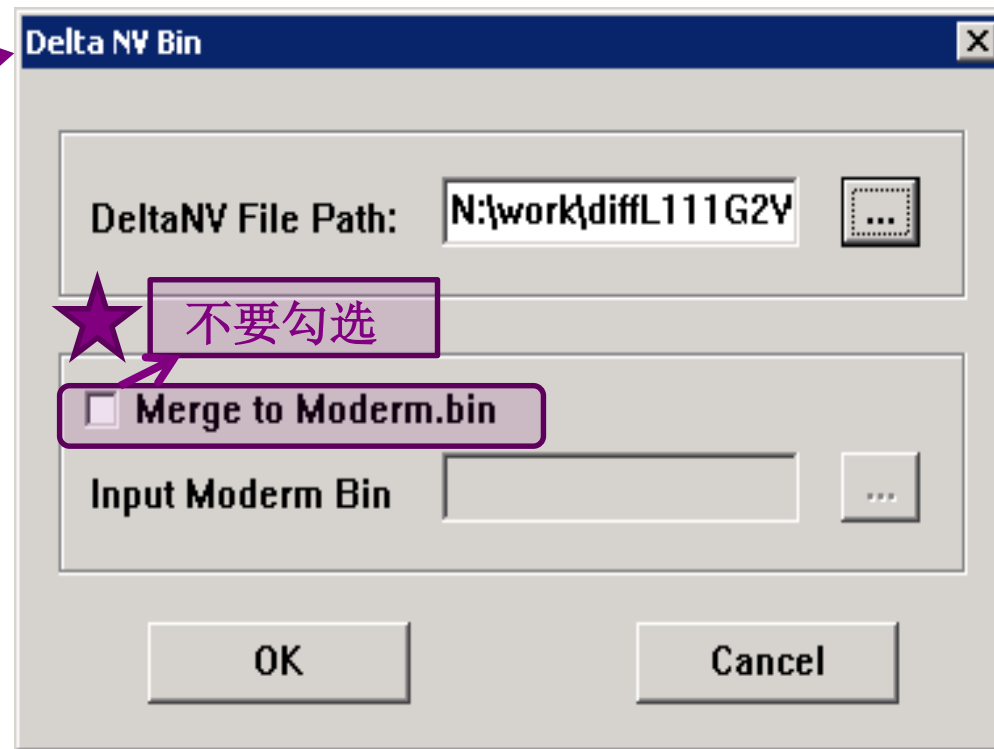 Delta NV Bin
DeltaNV File Path:
N:\work\diffL111G2V
...
不要勾选
Merge to Moderm.bin
Input Moderm Bin
...
OK
Cancel